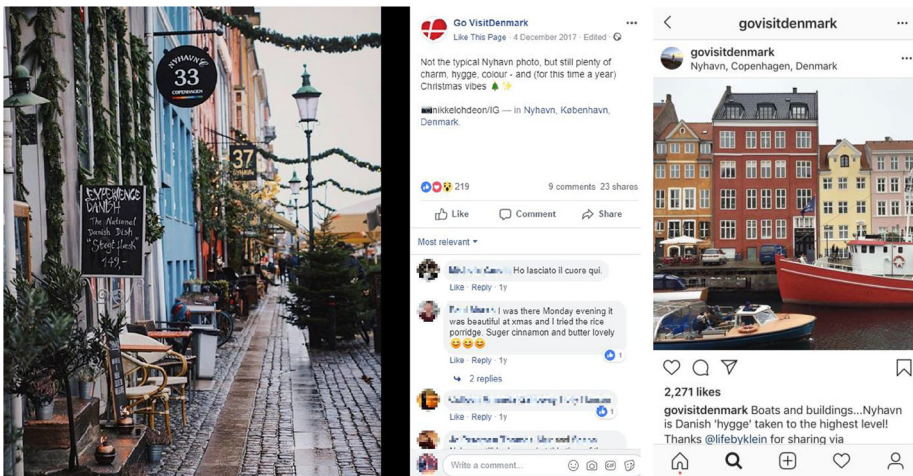 NYHAVN
33
COPENHAGEN
37
EXPERIENCE
DANISH
The National
Danish Dish
"Stegt flæsk"
149,-
Go VisitDenmark
Like This Page · 4 December 2017 · Edited ·
Not the typical Nyhavn photo, but still plenty of
charm, hygge, colour - and (for this time a year)
Christmas vibes 🌲✨
📷nikkelchdeon/IG — in Nyhavn, København,
Denmark.
219
9 comments 23 shares
Like Comment Share
Most relevant
Ho lasciato il cuore qui.
Like · Reply · 1y
I was there Monday evening it
was beautiful at xmas and I tried the rice
porridge. Suger cinnamon and butter lovely
😋😋😋
1
Like · Reply · 1y
2 replies
1
Like · Reply · 1y
Write a comment...
GIF
govisitdenmark
govisitdenmark
Nyhavn, Copenhagen, Denmark
2,271 likes
govisitdenmark Boats and buildings...Nyhavn
is Danish 'hygge' taken to the highest level!
Thanks @lifebyklein for sharing via